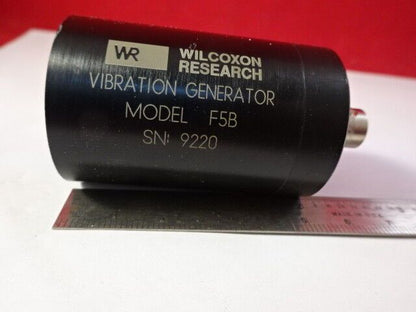 WR
WILCOXON
RESEARCH
VIBRATION GENERATOR
MODEL F5B
SN: 9220